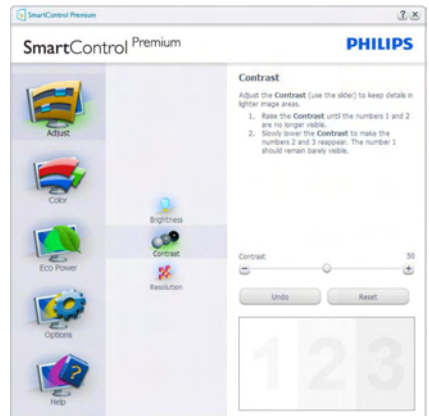 SmartControl Premium
? ×
SmartControl Premium
PHILIPS
Adjust
Color
Eco Power
Options
Help
Brightness
Contrast
Resolution
Contrast
Adjust the Contrast (use the slider) to keep details in
lighter image areas.
1. Raise the Contrast until the numbers 1 and 2
are no longer visible.
2. Slowly lower the Contrast to make the
numbers 2 and 3 reappear. The number 1
should remain barely visible.
Contrast 50
Undo Reset
1 2 3